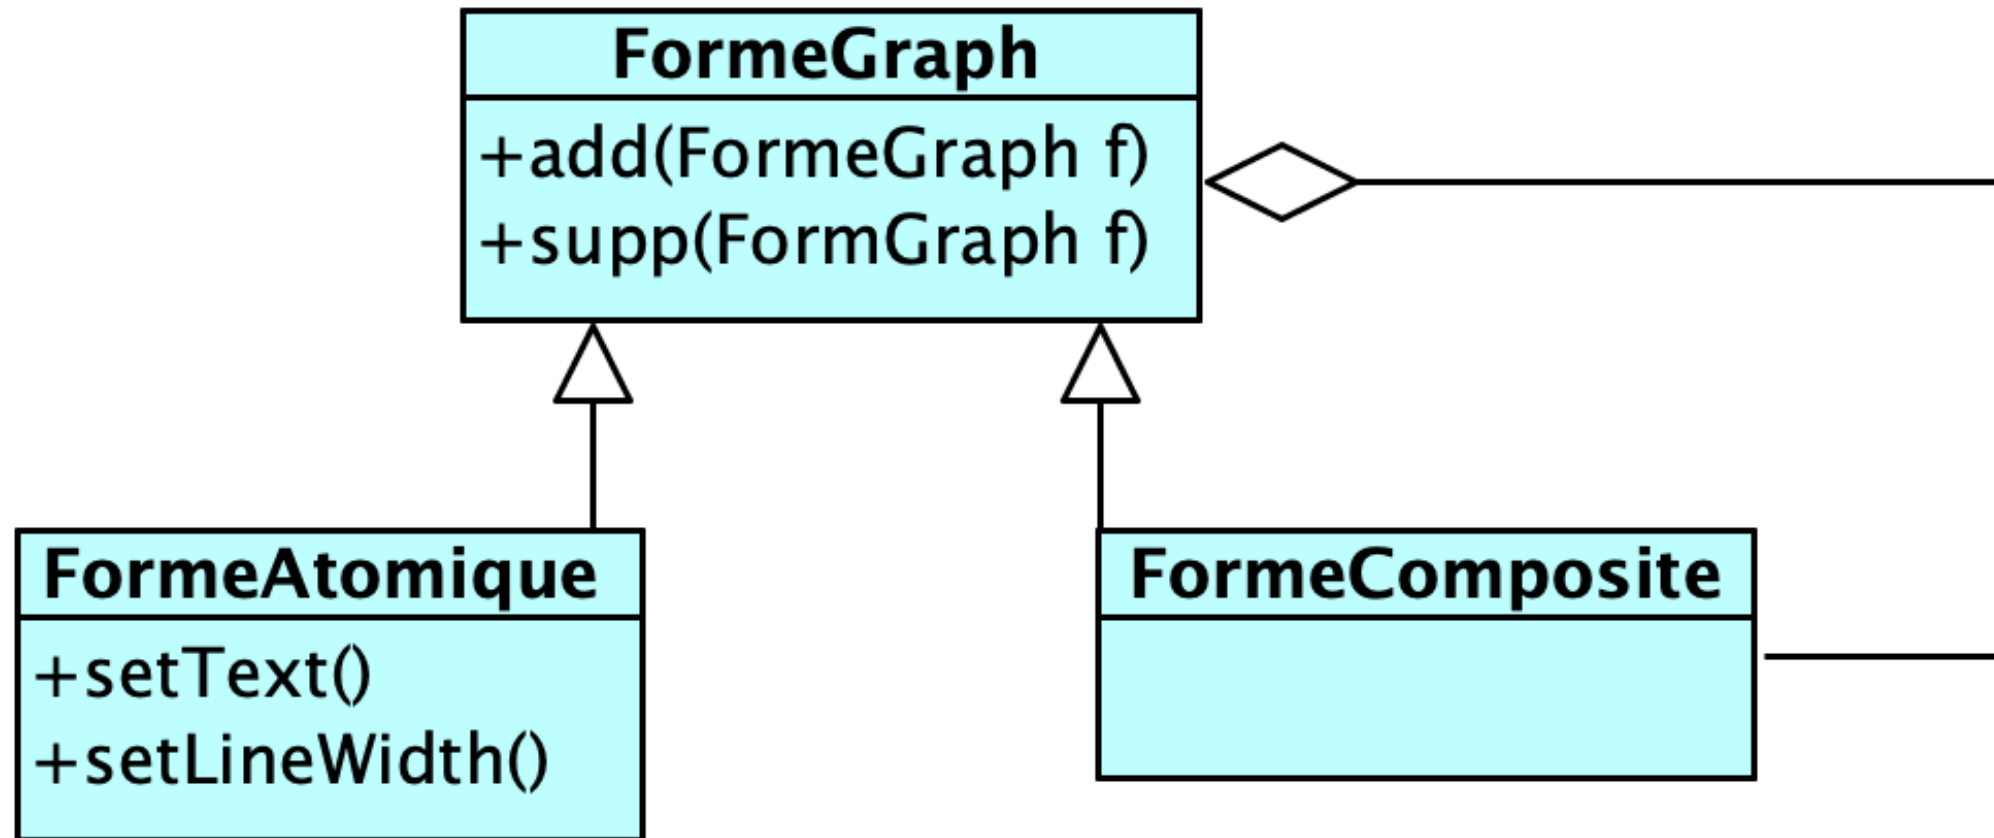 FormeGraph
+add(FormeGraph f)
+supp(FormGraph f)
FormeAtomique
+setText()
+setLineWidth()
FormeComposite